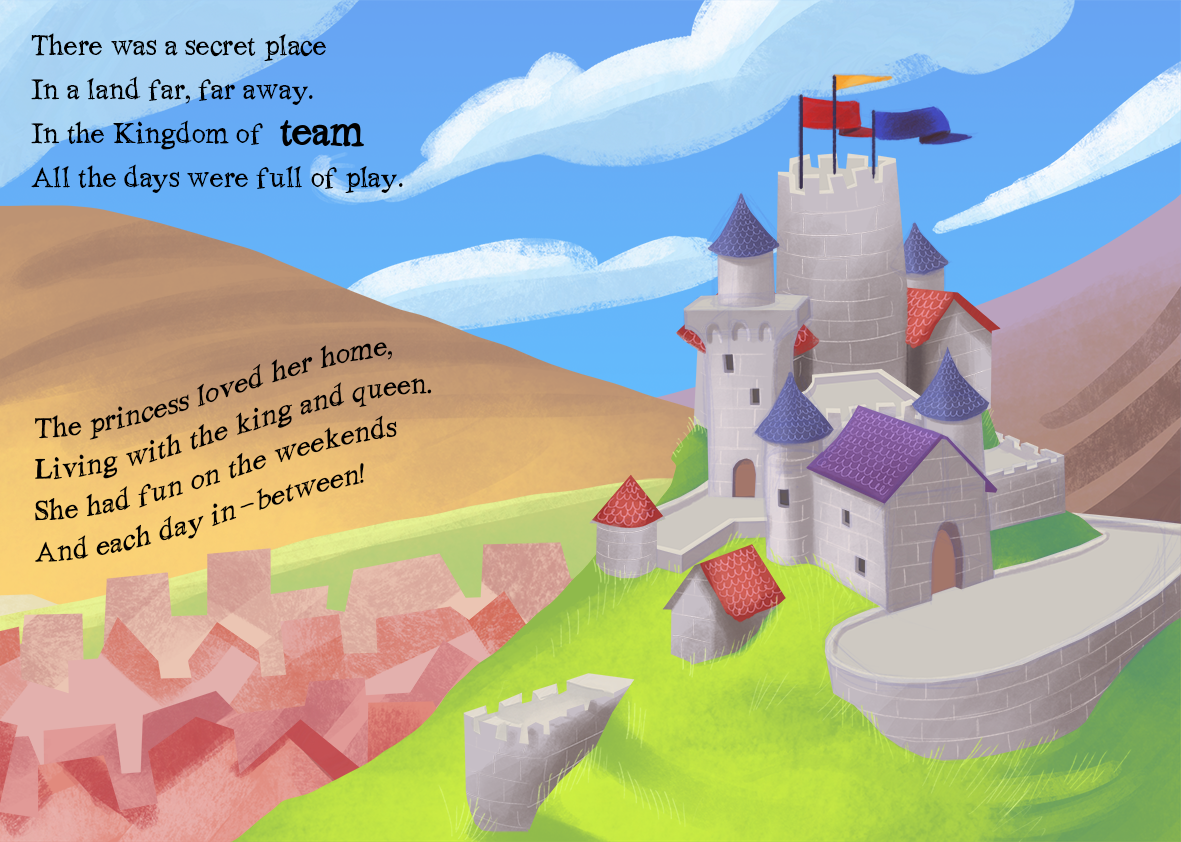 There was a secret place
In a land far, far away.
In the Kingdom of team
All the days were full of play.
The princess loved her home,
Living with the king and queen.
She had fun on the weekends
And each day in-between!